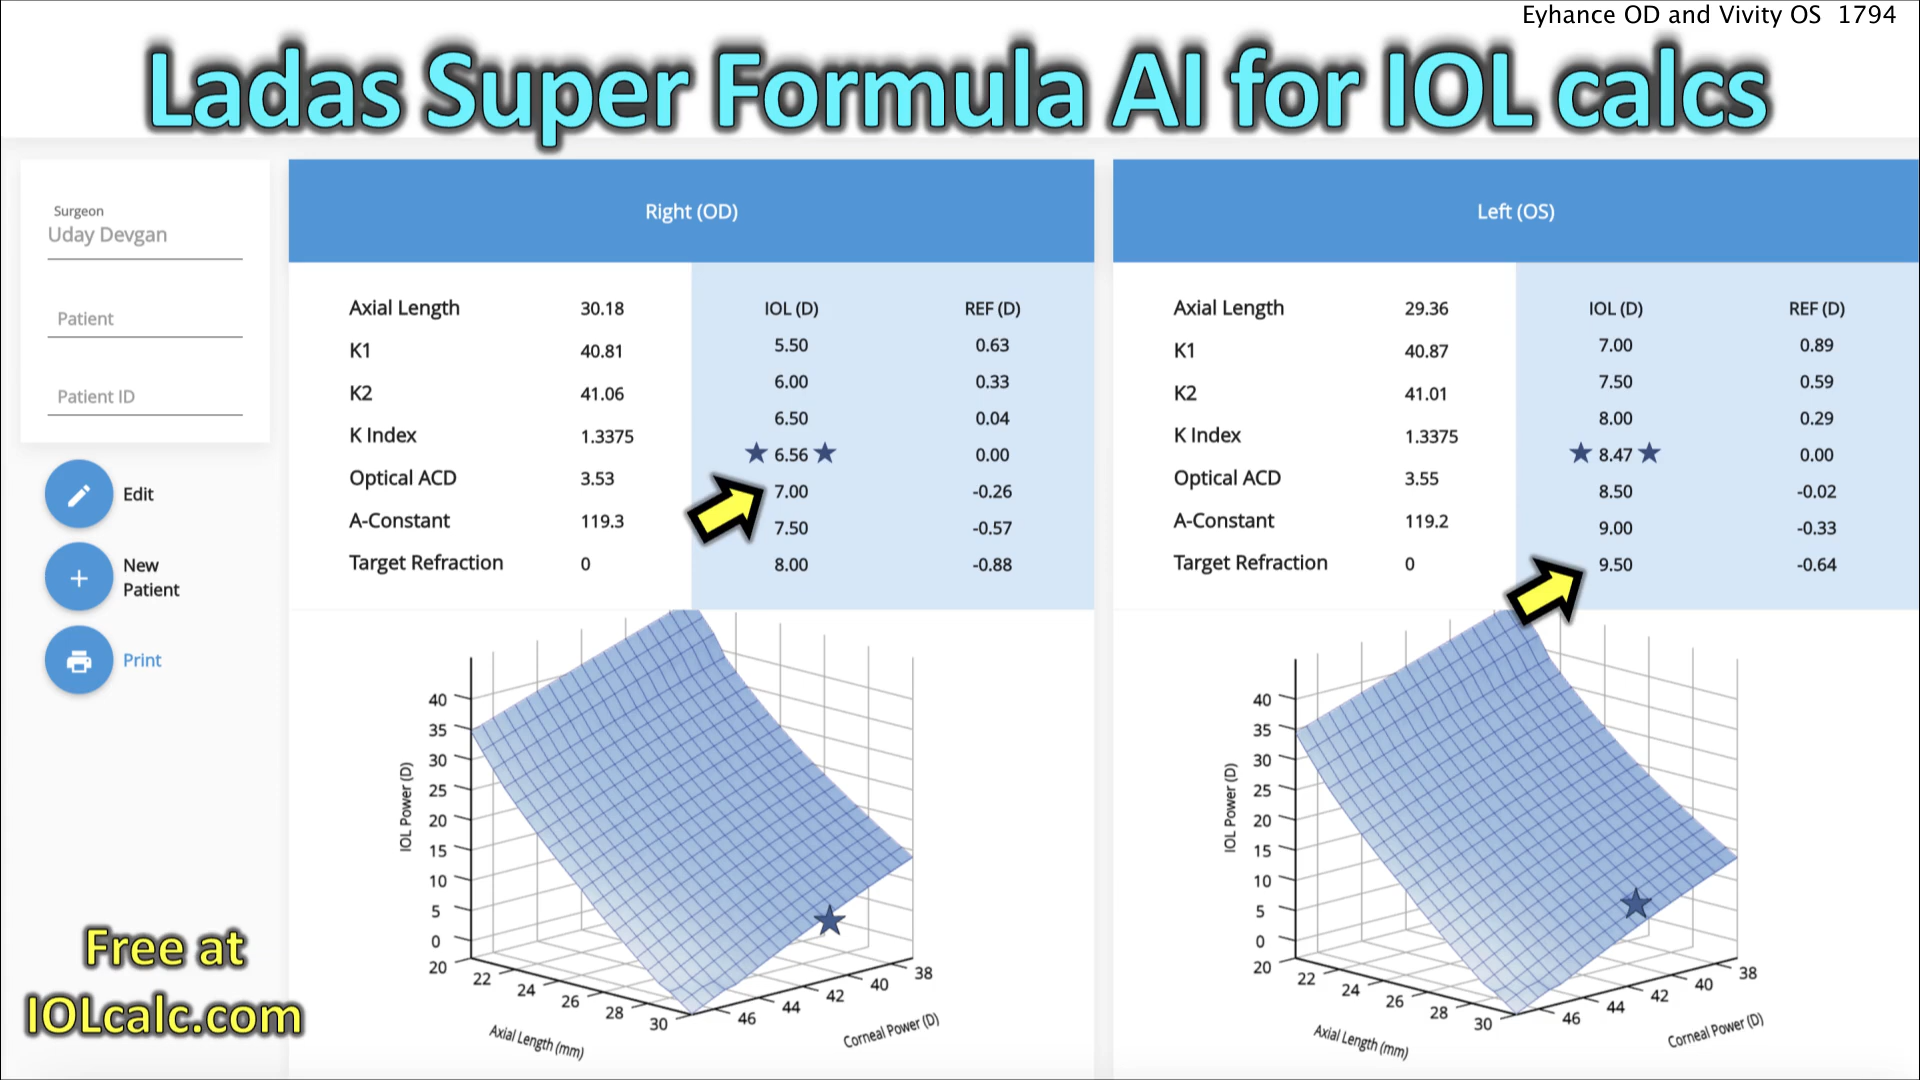 Eyhance OD and Vivity OS 1794
Ladas Super Formula AI for IOL calcs
Surgeon
Uday Devgan
Patient
Patient ID
Edit
New
Patient
Print
Free at
IOLcalc.com
Right (OD)
Axial Length 30.18
K1 40.81
K2 41.06
K Index 1.3375
Optical ACD 3.53
A-Constant 119.3
Target Refraction 0
IOL (D) REF (D)
5.50 0.63
6.00 0.33
6.50 0.04
★ 6.56 ★ 0.00
7.00 -0.26
7.50 -0.57
8.00 -0.88
40
35
30
25
20
15
10
5
0
20 22 24 26 28 30
46 44 42 40 38
IOL Power (D)
Axial Length (mm)
Corneal Power (D)
Left (OS)
Axial Length 29.36
K1 40.87
K2 41.01
K Index 1.3375
Optical ACD 3.55
A-Constant 119.2
Target Refraction 0
IOL (D) REF (D)
7.00 0.89
7.50 0.59
8.00 0.29
★ 8.47 ★ 0.00
8.50 -0.02
9.00 -0.33
9.50 -0.64
40
35
30
25
20
15
10
5
0
20 22 24 26 28 30
46 44 42 40 38
IOL Power (D)
Axial Length (mm)
Corneal Power (D)